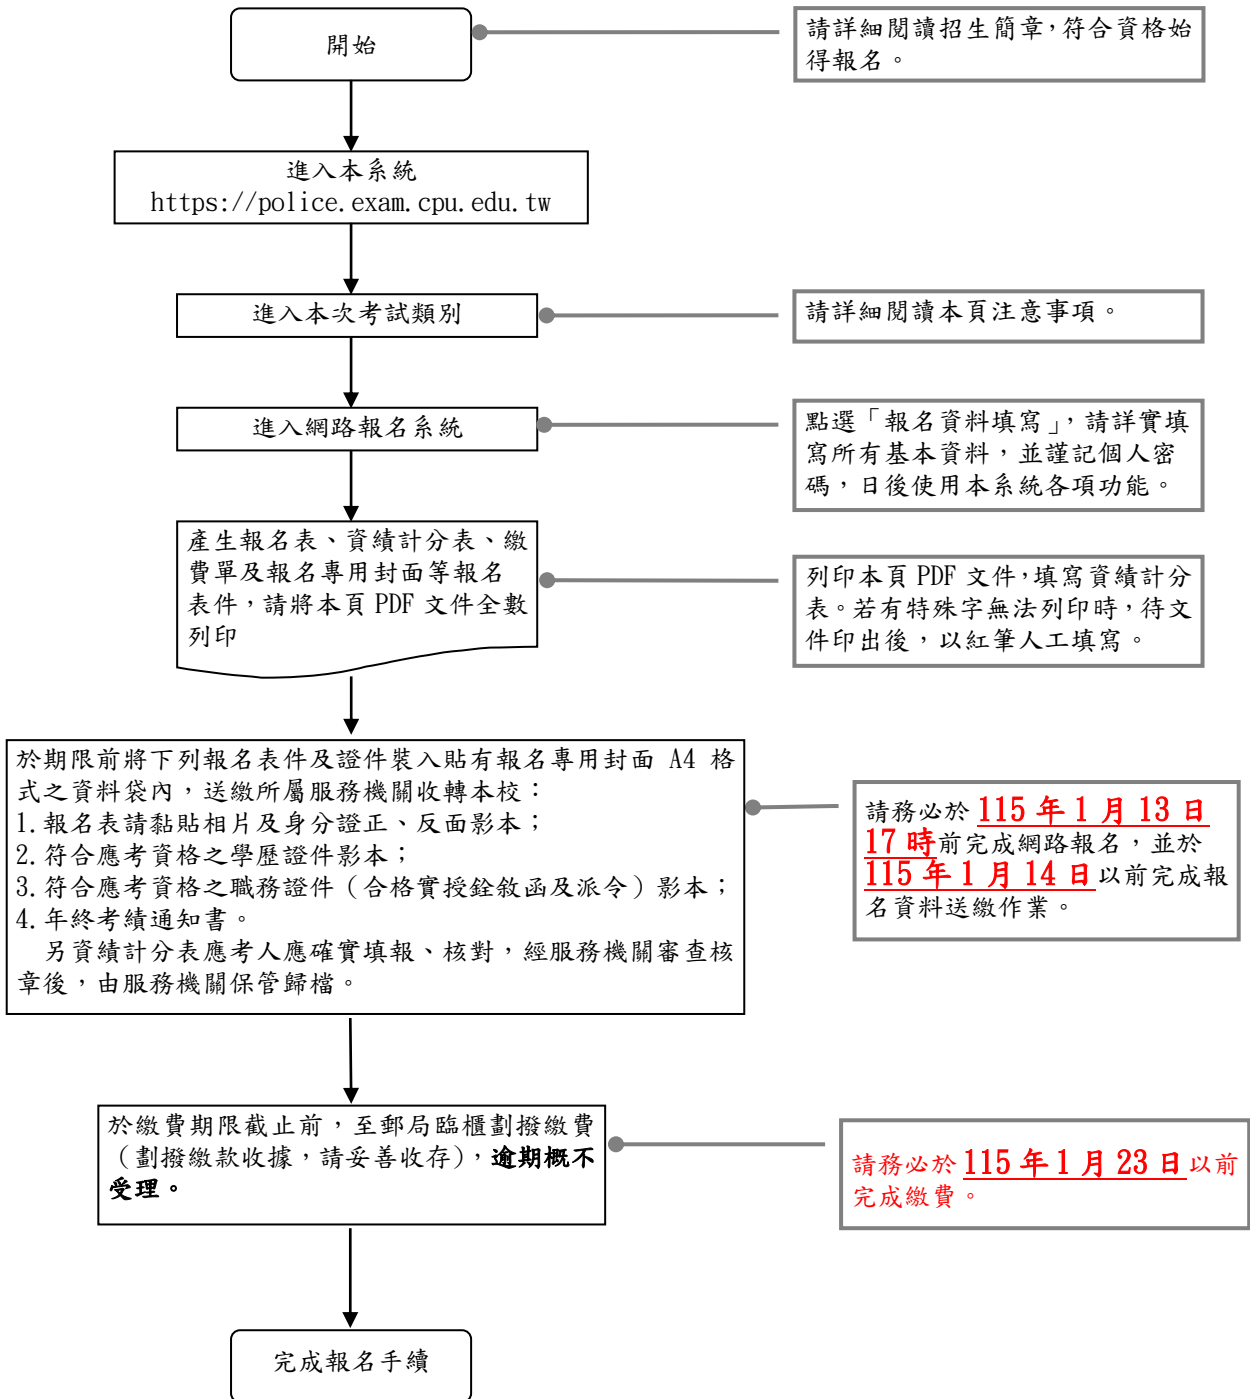 開始
請詳細閱讀招生簡章，符合資格始
得報名。
進入本系統
https://police.exam.cpu.edu.tw
進入本次考試類別
請詳細閱讀本頁注意事項。
進入網路報名系統
點選「報名資料填寫」，請詳實填
寫所有基本資料，並謹記個人密
碼，日後使用本系統各項功能。
產生報名表、資績計分表、繳
費單及報名專用封面等報名
表件，請將本頁 PDF 文件全數
列印
列印本頁 PDF 文件，填寫資績計分
表。若有特殊字無法列印時，待文
件印出後，以紅筆人工填寫。
於期限前將下列報名表件及證件裝入貼有報名專用封面 A4 格
式之資料袋內，送繳所屬服務機關收轉本校：
1.報名表請黏貼相片及身分證正、反面影本；
2.符合應考資格之學歷證件影本；
3.符合應考資格之職務證件（合格實授銓敘函及派令）影本；
4.年終考績通知書。
另資績計分表應考人應確實填報、核對，經服務機關審查核
章後，由服務機關保管歸檔。
請務必於 115 年 1 月 13 日
17 時前完成網路報名，並於
115 年 1 月 14 日以前完成報
名資料送繳作業。
於繳費期限截止前，至郵局臨櫃劃撥繳費
（劃撥繳款收據，請妥善收存），逾期概不
受理。
請務必於 115 年 1 月 23 日以前
完成繳費。
完成報名手續